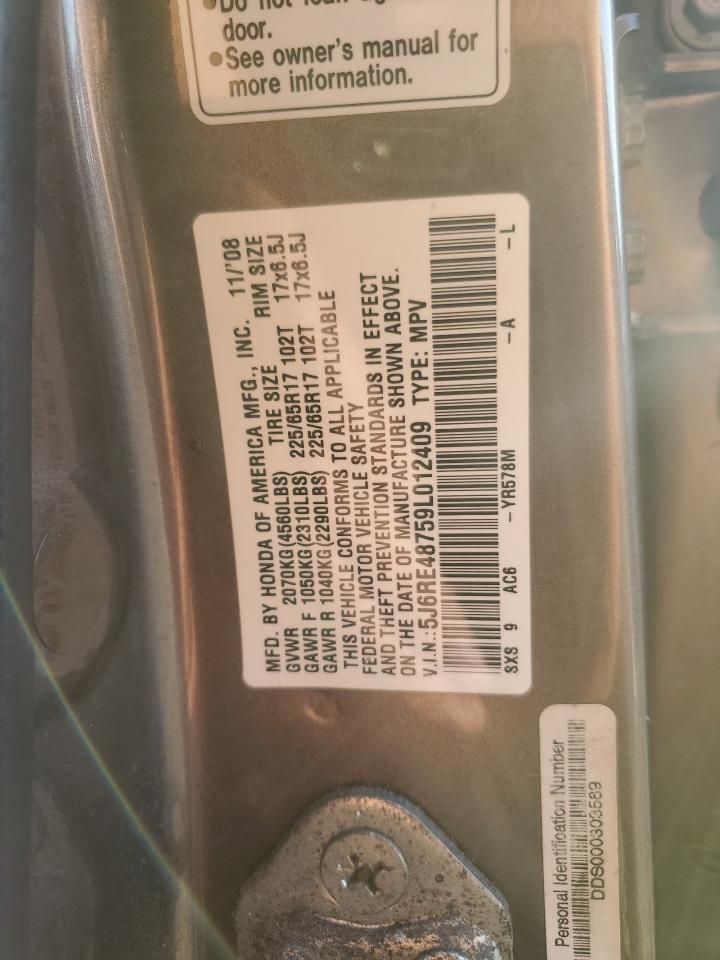 Do not
door.
•See owner's manual for
more information.
MFD. BY HONDA OF AMERICA MFG., INC. 11/'08
GVWR 2070KG(4560LBS) TIRE SIZE RIM SIZE
GAWR F 1050KG(2310LBS) 225/65R17 102T 17x6.5J
GAWR R 1040KG(2290LBS) 225/65R17 102T 17x6.5J
THIS VEHICLE CONFORMS TO ALL APPLICABLE
FEDERAL MOTOR VEHICLE SAFETY
AND THEFT PREVENTION STANDARDS IN EFFECT
ON THE DATE OF MANUFACTURE SHOWN ABOVE.
V.I.N.:5J6RE48759L012409 TYPE: MPV
SXS 9 AC6 -YR578M -A -L
Personal Identification Number
DDS000303589